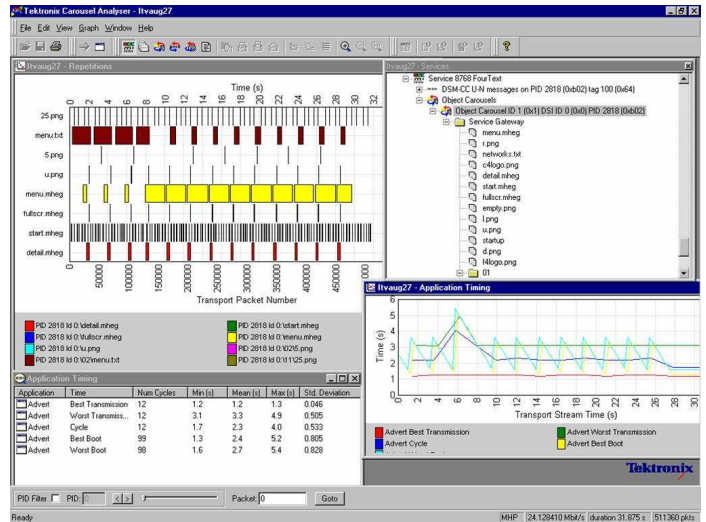 Tektronix Carousel Analyser - Itvaug27
File Edit View Graph Window Help
Itvaug27 - Repetitions
Time (s)
0 2 4 6 8 10 12 14 16 18 20 22 24 26 28 30 32
25.png
menu.txt
5.png
u.png
menu.mheg
fullscr.mheg
start.mheg
detail.mheg
0 50000 100000 150000 200000 250000 300000 350000 400000 450000
Transport Packet Number
PID 2818 Id 0:\detail.mheg
PID 2818 Id 0:\start.mheg
PID 2818 Id 0:\fullscr.mheg
PID 2818 Id 0:\menu.mheg
PID 2818 Id 0:\u.png
PID 2818 Id 0:\02\5.png
PID 2818 Id 0:\02\menu.txt
PID 2818 Id 0:\11\25.png
Itvaug27 - Services
Service 8768 FourText
DSM-CC U-N messages on PID 2818 (0xb02) tag 100 (0x64)
Object Carousels
Object Carousel ID 1 (0x1) DSI ID 0 (0x0) PID 2818 (0xb02)
Service Gateway
menu.mheg
r.png
networks.txt
c4logo.png
detail.mheg
start.mheg
fullscr.mheg
empty.png
l.png
u.png
startup
d.png
f4logo.png
01
Itvaug27 - Application Timing
Time (s)
6
5
4
3
2
1
0
0 2 4 6 8 10 12 14 16 18 20 22 24 26 28 30
Transport Stream Time (s)
Advert Best Transmission
Advert Worst Transmission
Advert Cycle
Advert Best Boot
Application Timing
Application Time Num Cycles Min (s) Mean (s) Max (s) Std. Deviation
Advert Best Transmission 12 1.2 1.2 1.3 0.046
Advert Worst Transmiss... 12 3.1 3.3 4.9 0.505
Advert Cycle 12 1.7 2.3 4.0 0.533
Advert Best Boot 99 1.3 2.4 5.2 0.805
Advert Worst Boot 98 1.6 2.7 5.4 0.828
Tektronix
PID Filter PID: 0 < > Packet: 0 Goto
Ready
MHP 24.128410 Mbit/s duration 31.875 s 511360 pkts